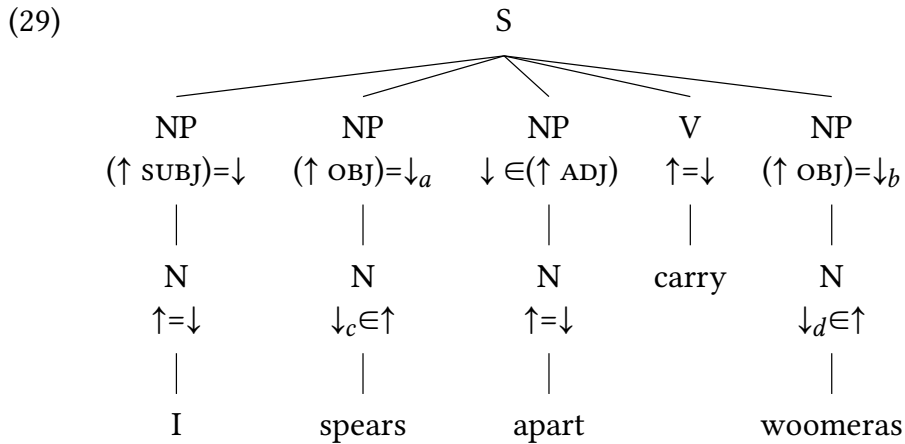 (29) S
NP NP NP V NP
(↑ SUBJ)=↓ (↑ OBJ)=↓a ↓ ∈(↑ ADJ) ↑=↓ (↑ OBJ)=↓b
N N N carry N
↑=↓ ↓c∈↑ ↑=↓ ↓d∈↑
I spears apart woomeras